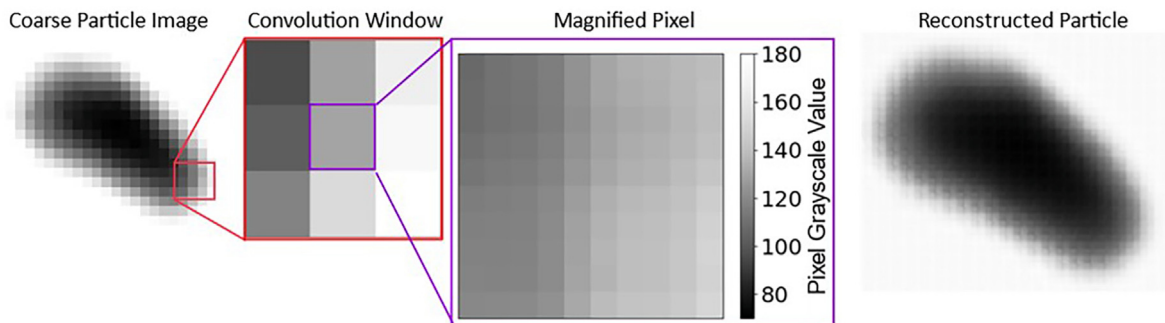 Coarse Particle Image
Convolution Window
Magnified Pixel
Reconstructed Particle
180
160
140
120
100
80
Pixel Grayscale Value